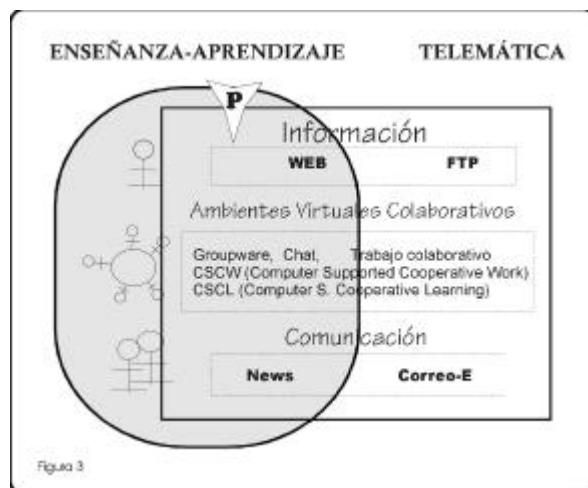 ENSEÑANZA-APRENDIZAJE TELEMÁTICA
P
Información
WEB FTP
Ambientes Virtuales Colaborativos
Groupware, Chat, Trabajo colaborativo
CSCW (Computer Supported Cooperative Work)
CSCL (Computer S. Cooperative Learning)
Comunicación
News Correo-E
Figura 3